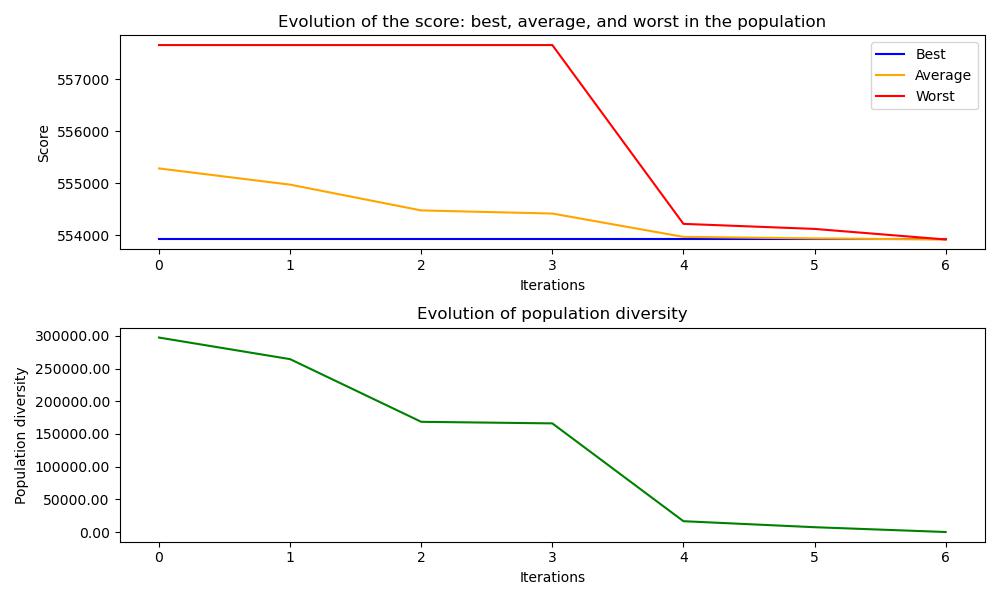 Evolution of the score: best, average, and worst in the population
Score
557000
556000
555000
554000
Best
Average
Worst
0 1 2 3 4 5 6
Iterations
Evolution of population diversity
Population diversity
300000.00
250000.00
200000.00
150000.00
100000.00
50000.00
0.00
0 1 2 3 4 5 6
Iterations